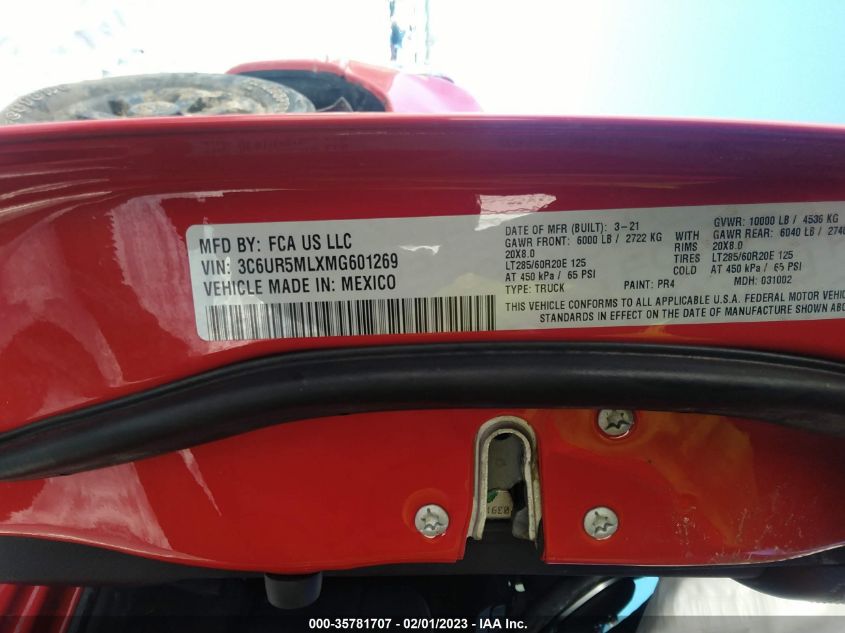 MFD BY: FCA US LLC
VIN: 3C6UR5MLXMG601269
VEHICLE MADE IN: MEXICO
DATE OF MFR (BUILT): 3-21
GAWR FRONT: 6000 LB / 2722 KG
20X8.0
LT285/60R20E 125
AT 450 kPa / 65 PSI
TYPE: TRUCK
WITH
RIMS
TIRES
COLD
PAINT: PR4
GVWR: 10000 LB / 4536 KG
GAWR REAR: 6040 LB / 2740
20X8.0
LT285/60R20E 125
AT 450 kPa / 65 PSI
MDH: 031002
THIS VEHICLE CONFORMS TO ALL APPLICABLE U.S.A. FEDERAL MOTOR VEHIC
STANDARDS IN EFFECT ON THE DATE OF MANUFACTURE SHOWN ABO
000-35781707 - 02/01/2023 - IAA Inc.